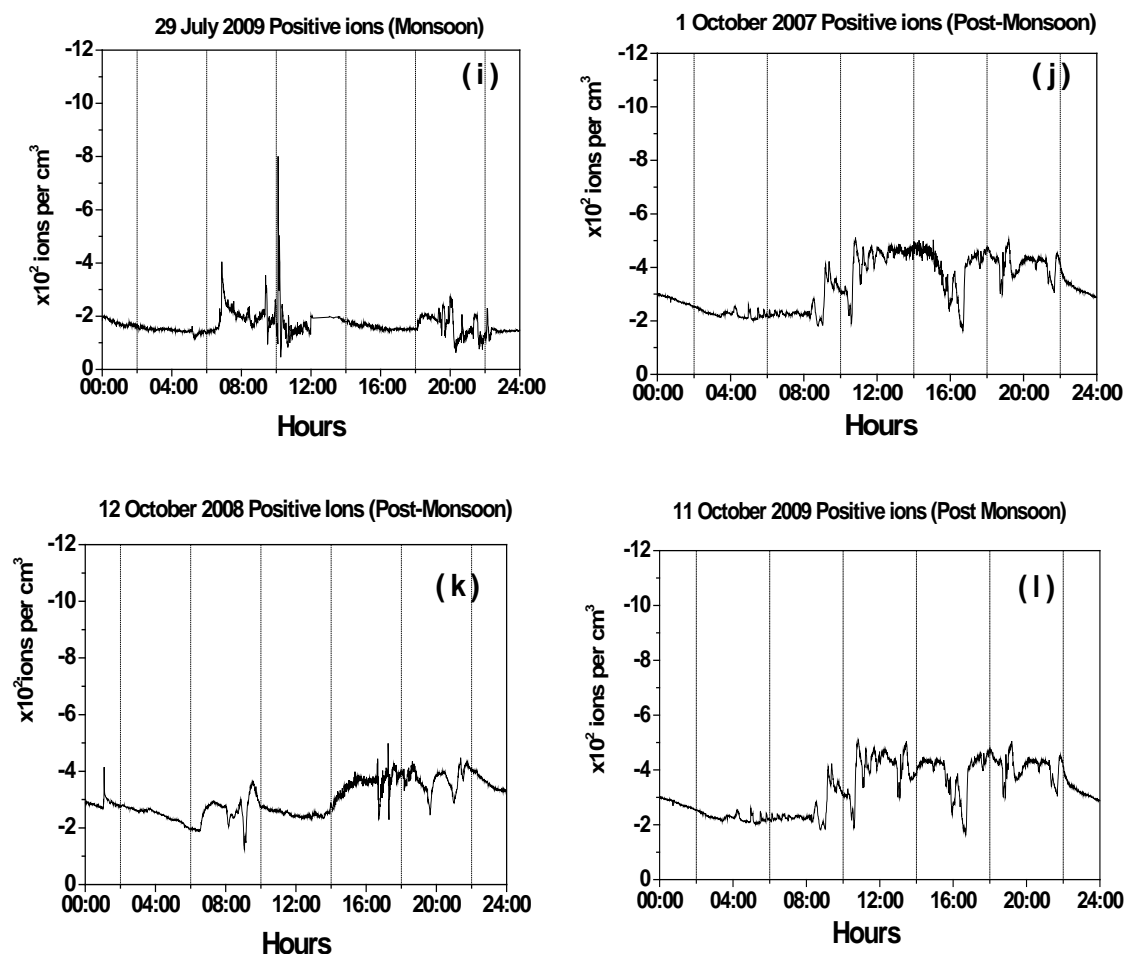 29 July 2009 Positive ions (Monsoon)
(i)
-12
-10
-8
-6
-4
-2
0
x10² ions per cm³
00:00 04:00 08:00 12:00 16:00 20:00 24:00
Hours
1 October 2007 Positive ions (Post-Monsoon)
(j)
-12
-10
-8
-6
-4
-2
0
x10² ions per cm³
00:00 04:00 08:00 12:00 16:00 20:00 24:00
Hours
12 October 2008 Positive Ions (Post-Monsoon)
(k)
-12
-10
-8
-6
-4
-2
0
x10²ions per cm³
00:00 04:00 08:00 12:00 16:00 20:00 24:00
Hours
11 October 2009 Positive ions (Post Monsoon)
(l)
-12
-10
-8
-6
-4
-2
0
x10² ions per cm³
00:00 04:00 08:00 12:00 16:00 20:00 24:00
Hours